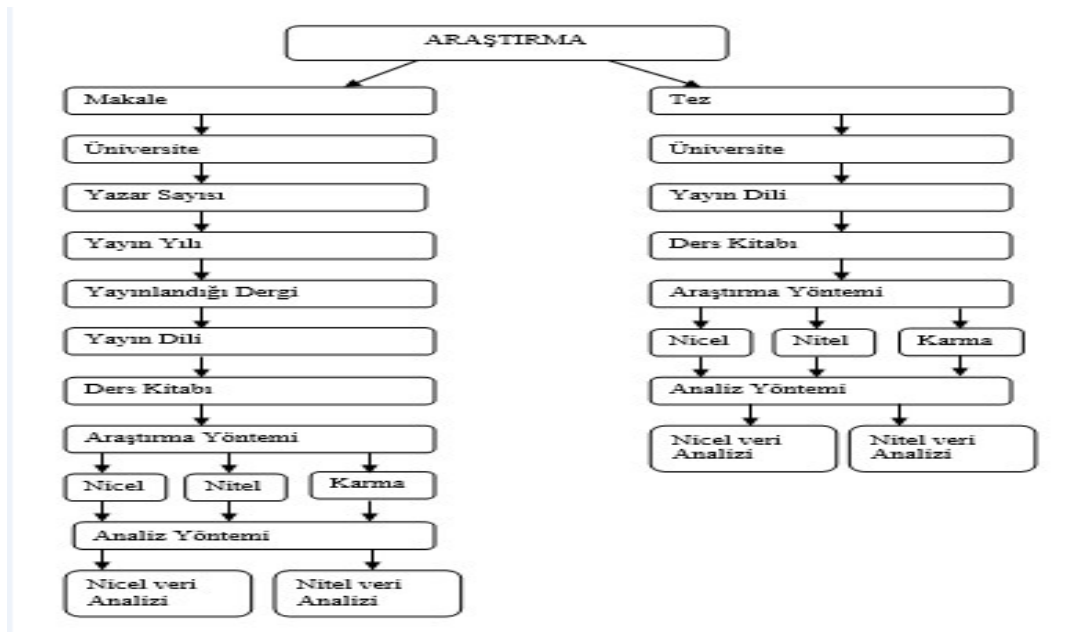 ARAŞTIRMA
Makale
Üniversite
Yazar Sayısı
Yayın Yılı
Yayınlandığı Dergi
Yayın Dili
Ders Kitabı
Araştırma Yöntemi
Nicel
Nitel
Karma
Analiz Yöntemi
Nicel veri
Analizi
Nitel veri
Analizi
Tez
Üniversite
Yayın Dili
Ders Kitabı
Araştırma Yöntemi
Nicel
Nitel
Karma
Analiz Yöntemi
Nicel veri
Analizi
Nitel veri
Analizi